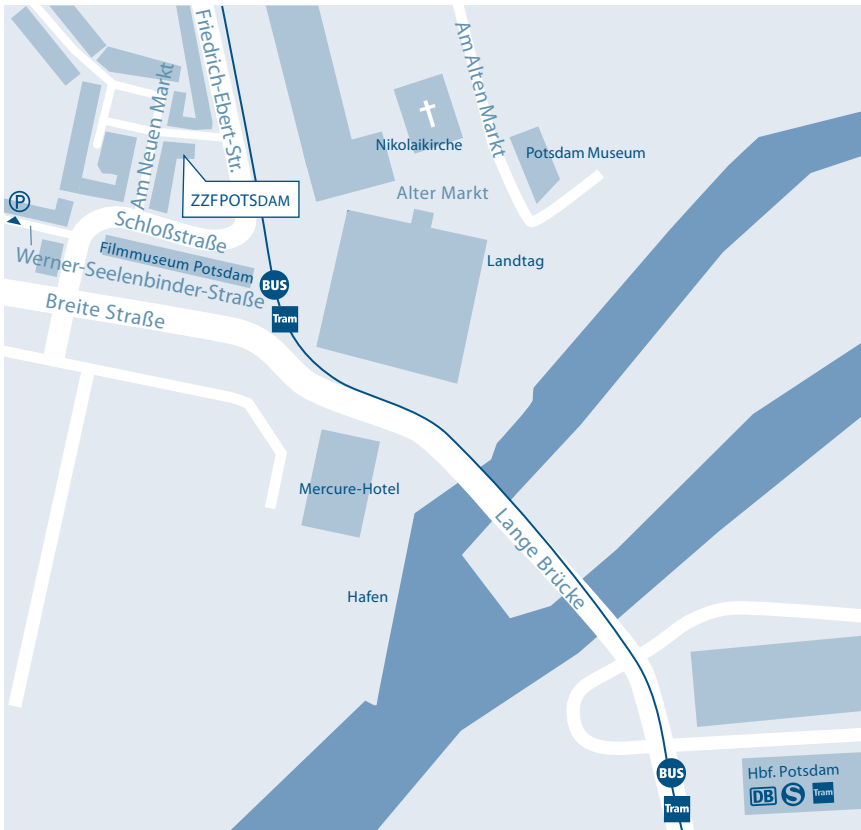 Friedrich-Ebert-Str.
Am Alten Markt
Am Neuen Markt
Nikolaikirche
Potsdam Museum
ZZFPOTSDAM
Alter Markt
P
Schloßstraße
Filmmuseum Potsdam
Landtag
Werner-Seelenbinder-Straße
BUS
Breite Straße
Tram
Mercure-Hotel
Lange Brücke
Hafen
BUS
Hbf. Potsdam
DB S Tram
Tram